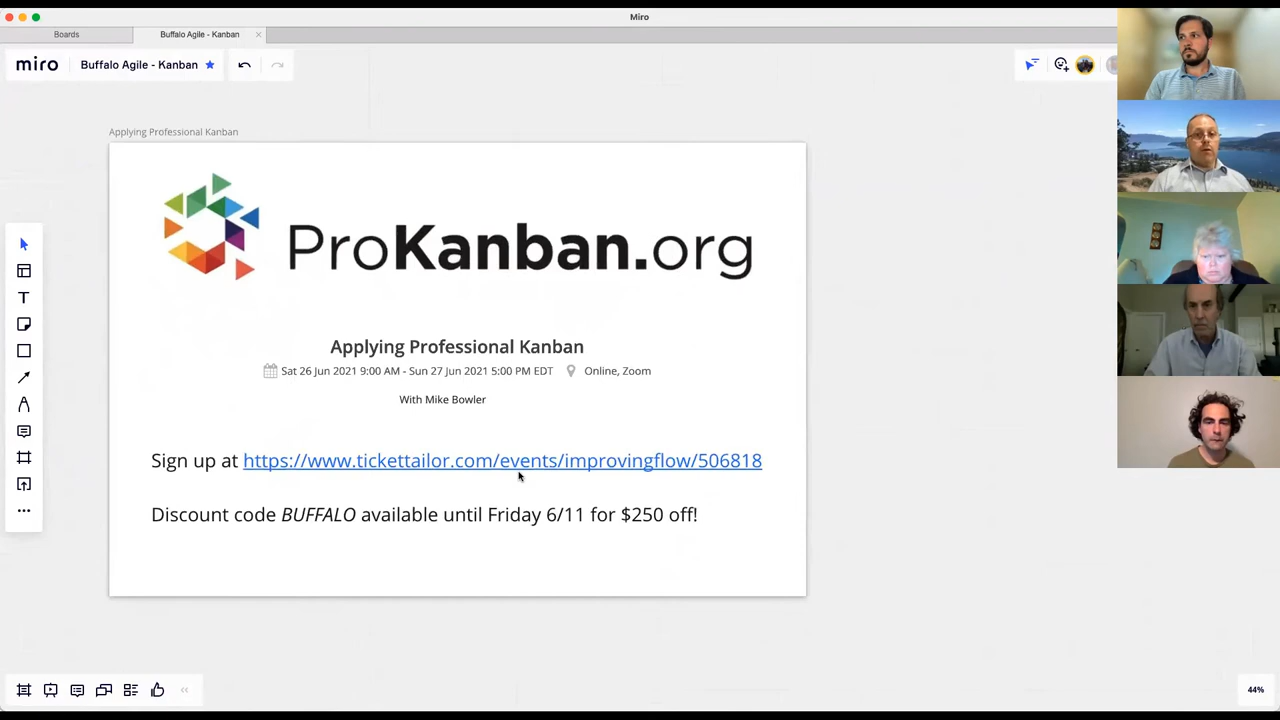 Miro
Boards
Buffalo Agile - Kanban
miro
Buffalo Agile - Kanban
Applying Professional Kanban
ProKanban.org
Applying Professional Kanban
Sat 26 Jun 2021 9:00 AM - Sun 27 Jun 2021 5:00 PM EDT Online, Zoom
With Mike Bowler
Sign up at https://www.tickettailor.com/events/improvingflow/506818
Discount code BUFFALO available until Friday 6/11 for $250 off!
44%